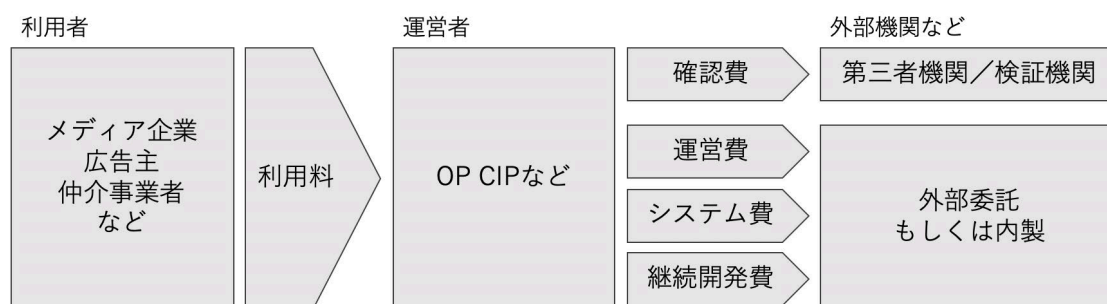 利用者
運営者
外部機関など
メディア企業
広告主
仲介事業者
など
利用料
OP CIPなど
確認費
運営費
システム費
継続開発費
第三者機関／検証機関
外部委託
もしくは内製